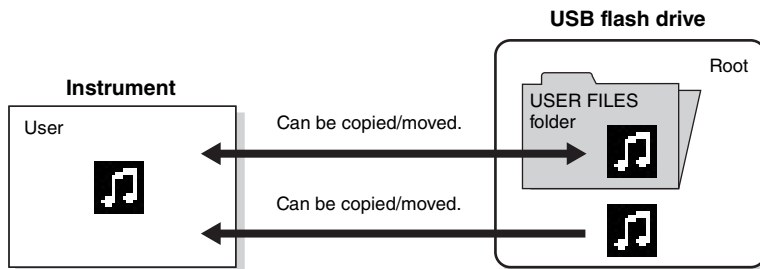 USB flash drive
Root
Instrument
USER FILES
folder
User
Can be copied/moved.
Can be copied/moved.